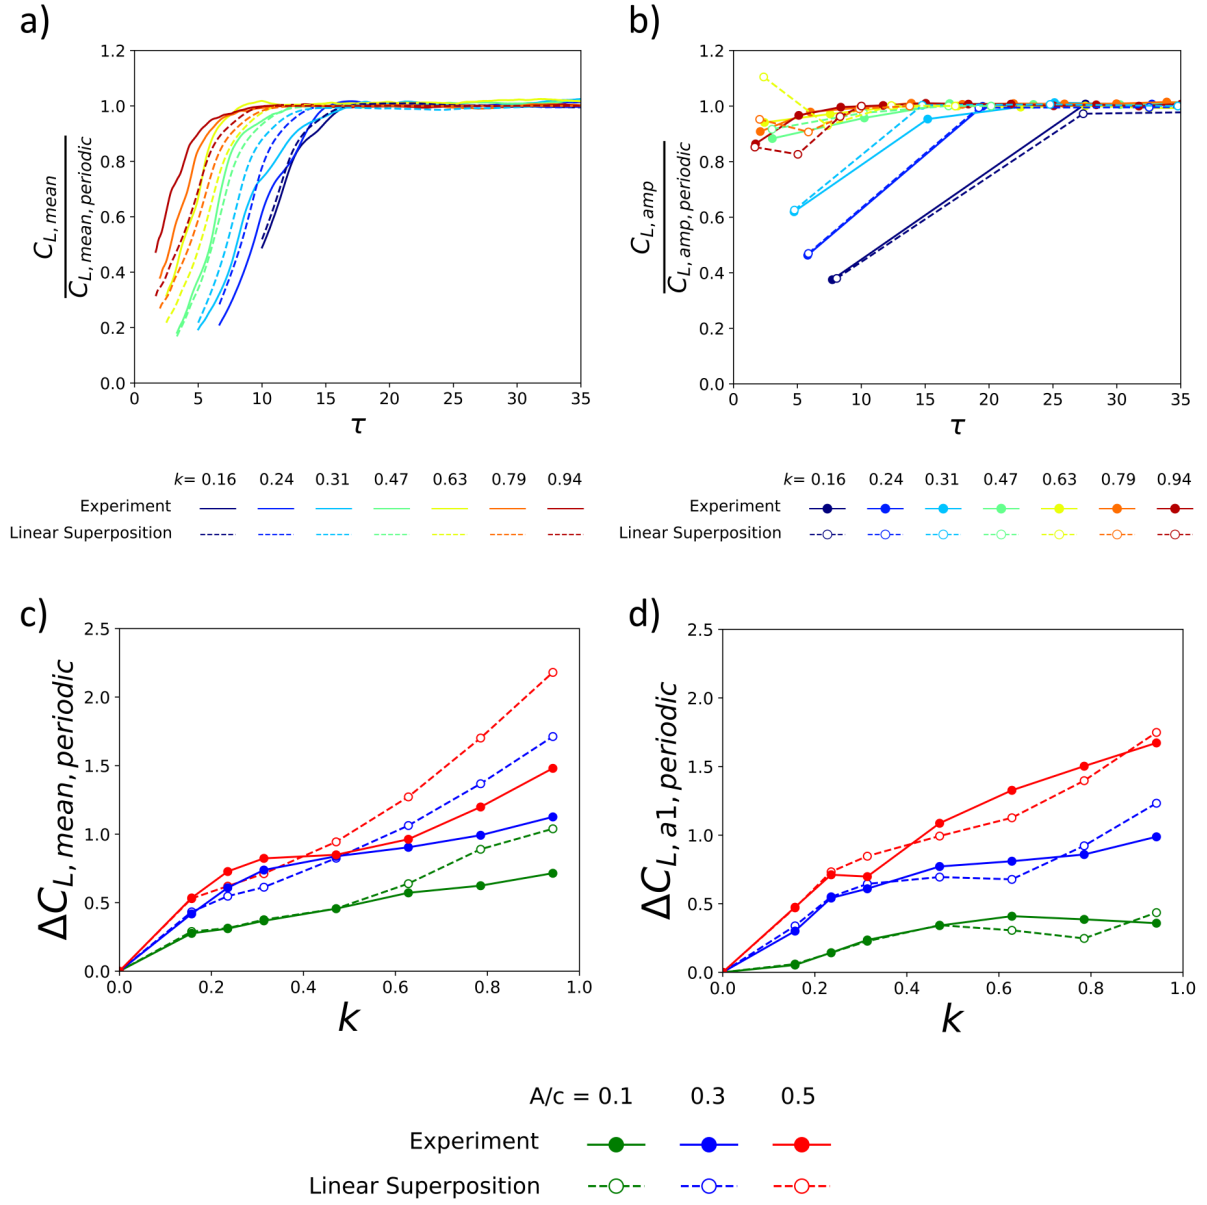 a)
C_{L, mean}
C_{L, mean, periodic}
1.2
1.0
0.8
0.6
0.4
0.2
0.0
0 5 10 15 20 25 30 35
τ
k= 0.16 0.24 0.31 0.47 0.63 0.79 0.94
Experiment
Linear Superposition
b)
C_{L, amp}
C_{L, amp, periodic}
1.2
1.0
0.8
0.6
0.4
0.2
0.0
0 5 10 15 20 25 30 35
τ
k= 0.16 0.24 0.31 0.47 0.63 0.79 0.94
Experiment
Linear Superposition
c)
ΔC_{L, mean, periodic}
2.5
2.0
1.5
1.0
0.5
0.0
0.0 0.2 0.4 0.6 0.8 1.0
k
d)
ΔC_{L, a1, periodic}
2.5
2.0
1.5
1.0
0.5
0.0
0.0 0.2 0.4 0.6 0.8 1.0
k
A/c = 0.1 0.3 0.5
Experiment
Linear Superposition